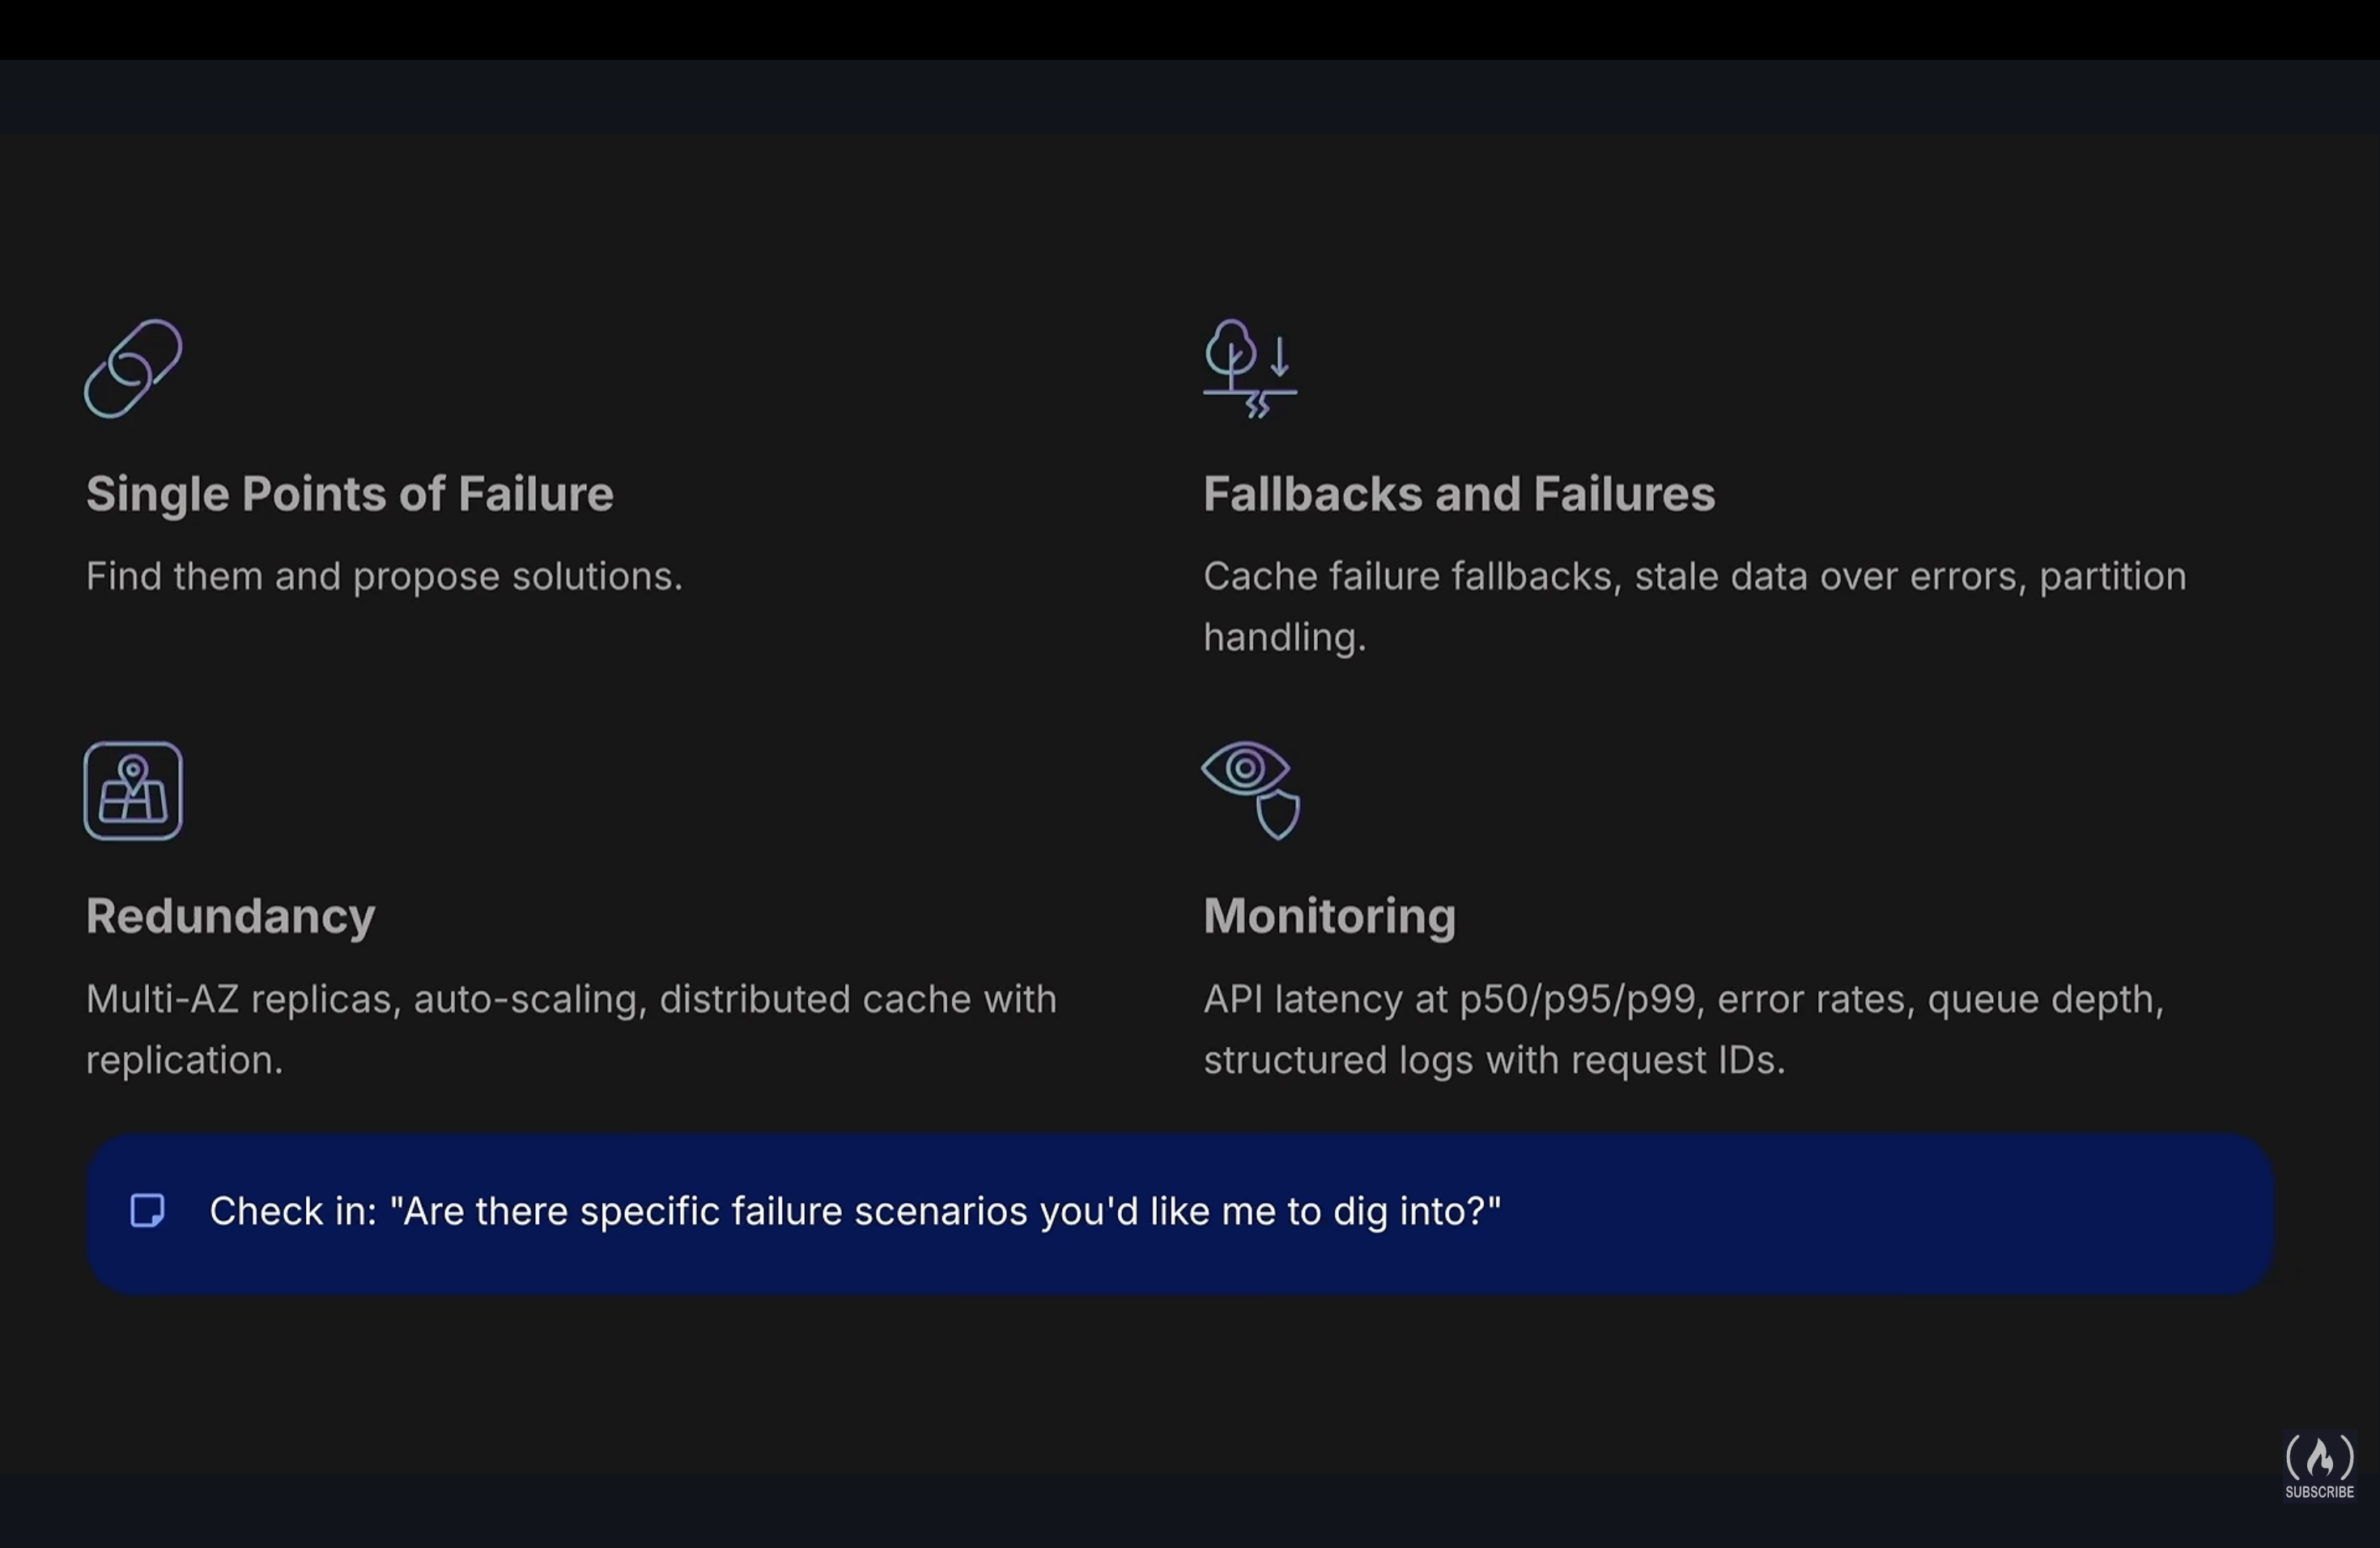 Single Points of Failure
Find them and propose solutions.
Fallbacks and Failures
Cache failure fallbacks, stale data over errors, partition
handling.
Redundancy
Multi-AZ replicas, auto-scaling, distributed cache with
replication.
Monitoring
API latency at p50/p95/p99, error rates, queue depth,
structured logs with request IDs.
Check in: "Are there specific failure scenarios you'd like me to dig into?"
SUBSCRIBE